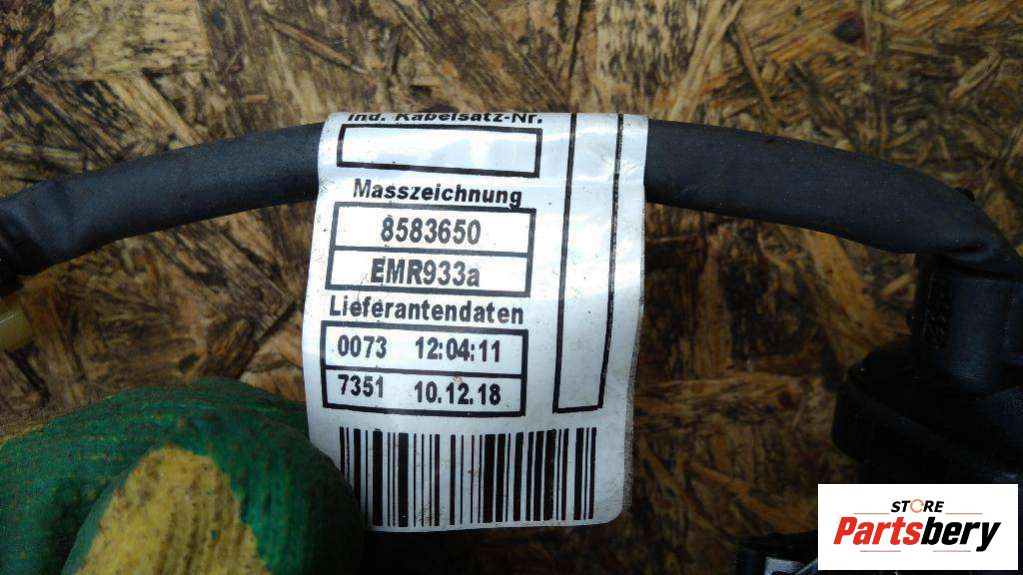 ind. Kabelsatz-Nr.
Masszeichnung
8583650
EMR933a
Lieferantendaten
0073 12:04:11
7351 10.12.18
STORE
Partsbery